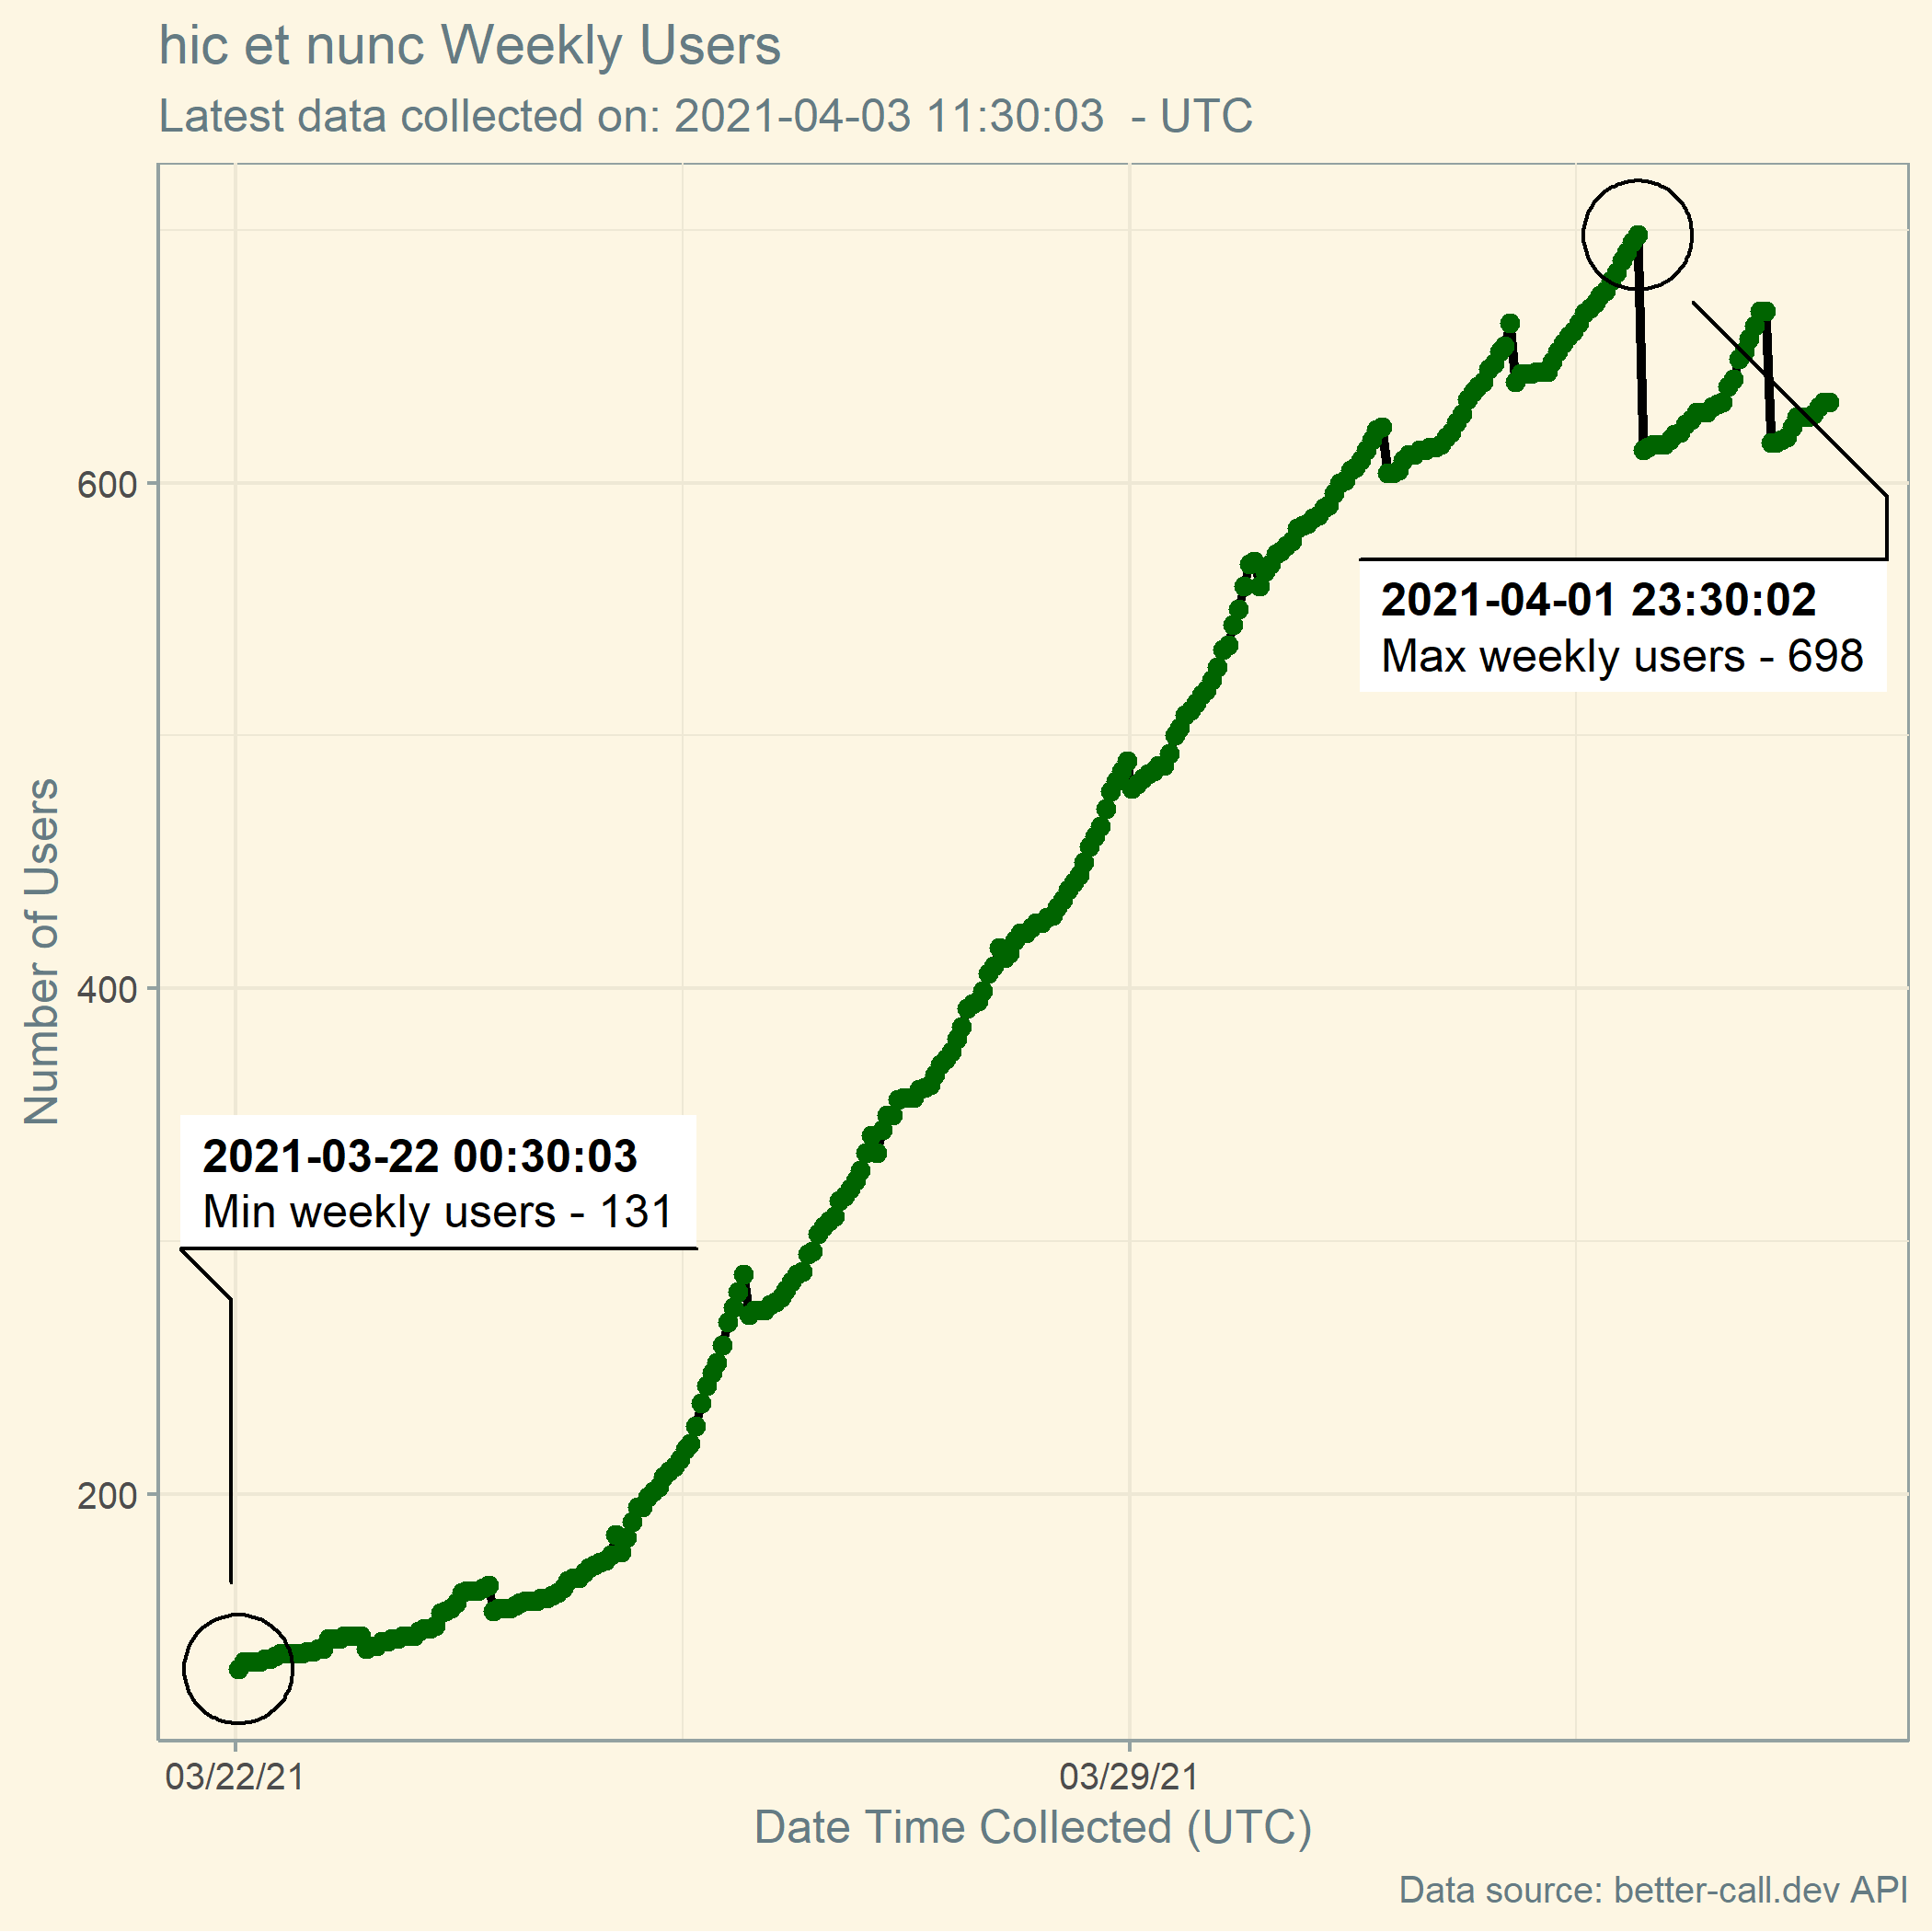 hic et nunc Weekly Users
Latest data collected on: 2021-04-03 11:30:03  - UTC
Number of Users
600
400
200
2021-04-01 23:30:02
Max weekly users - 698
2021-03-22 00:30:03
Min weekly users - 131
03/22/21
03/29/21
Date Time Collected (UTC)
Data source: better-call.dev API